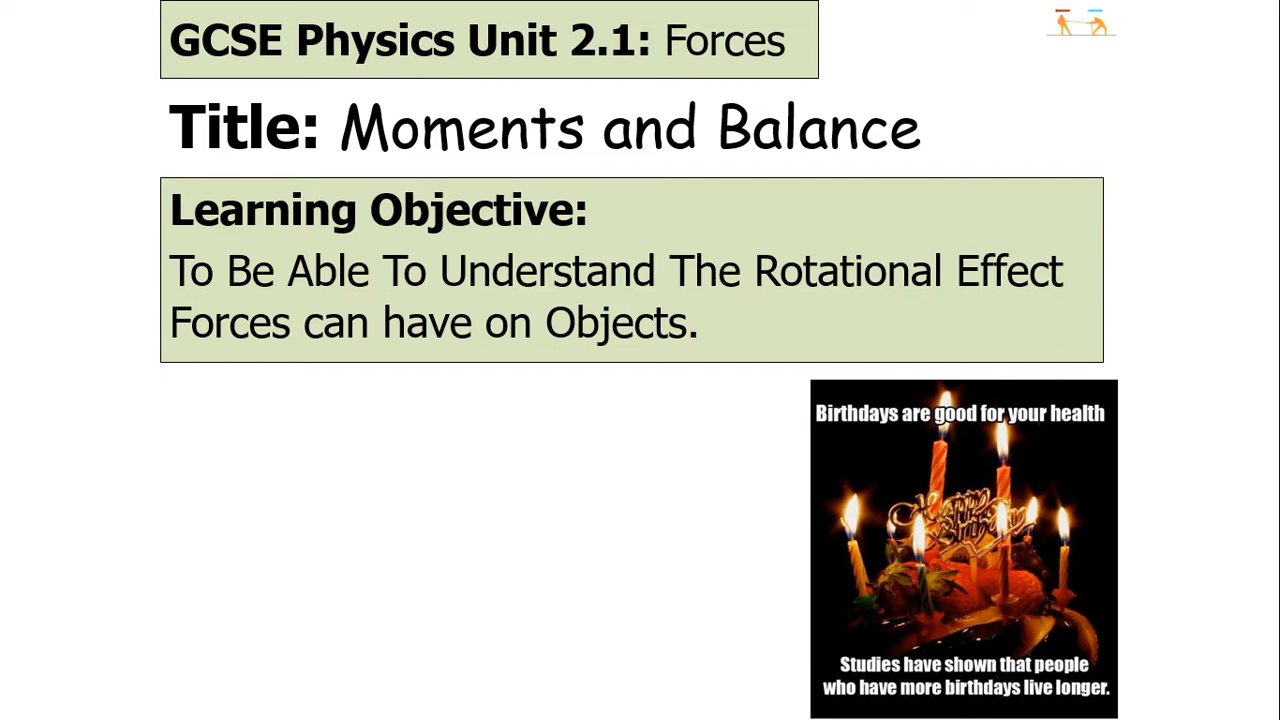 GCSE Physics Unit 2.1: Forces
Title: Moments and Balance
Learning Objective:
To Be Able To Understand The Rotational Effect
Forces can have on Objects.
Birthdays are good for your health
Happy
Birthday
Studies have shown that people
who have more birthdays live longer.